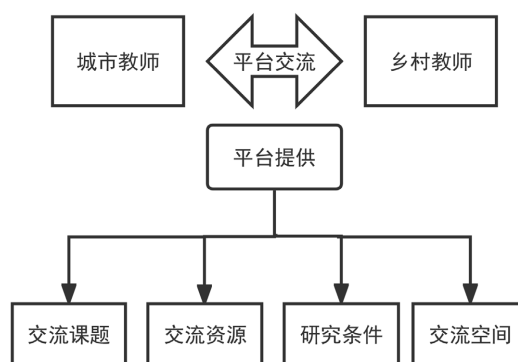 城市教师
平台交流
乡村教师
平台提供
交流课题
交流资源
研究条件
交流空间